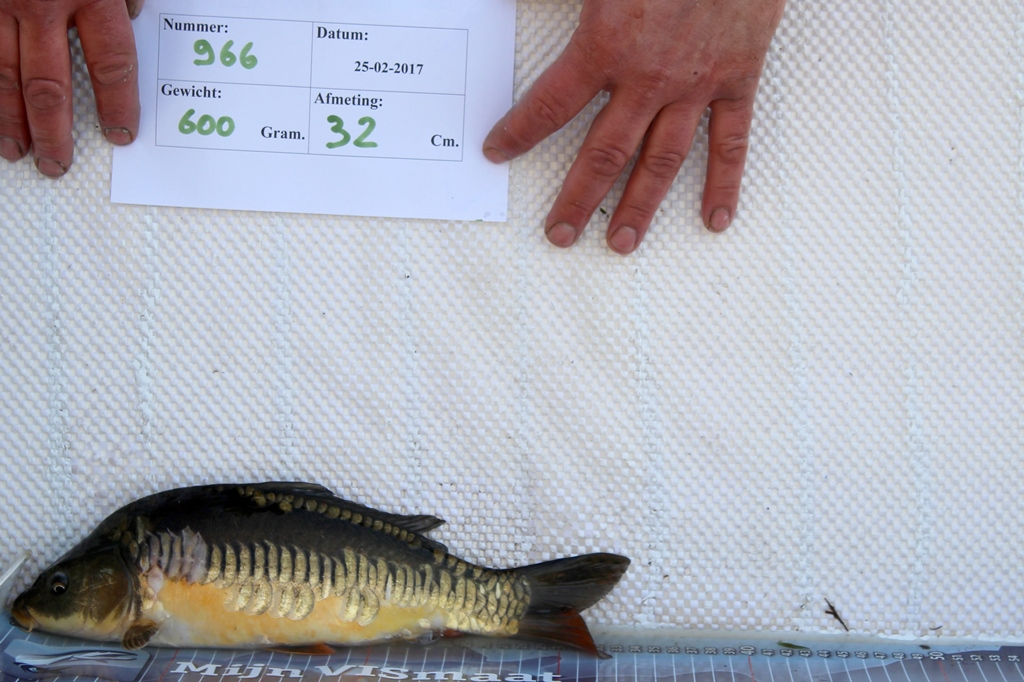 Nummer:
966
Datum:
25-02-2017
Gewicht:
600 Gram.
Afmeting:
32 Cm.
Mijn VISmaat